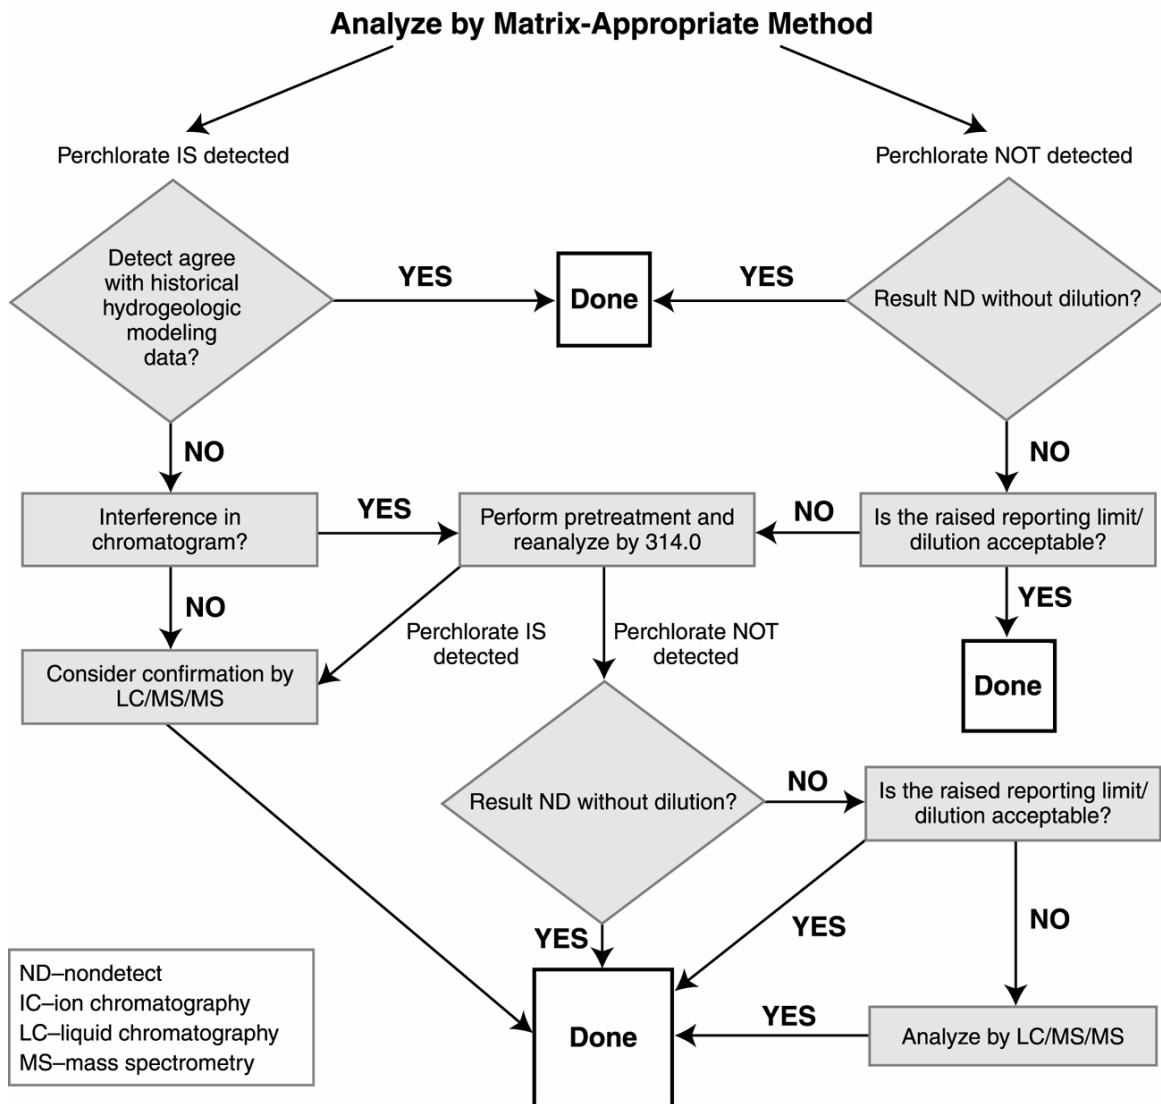 Analyze by Matrix-Appropriate Method
Perchlorate IS detected
Perchlorate NOT detected
Detect agree
with historical
hydrogeologic
modeling
data?
YES
Done
YES
Result ND without dilution?
NO
NO
Interference in
chromatogram?
YES
Perform pretreatment and
reanalyze by 314.0
NO
Is the raised reporting limit/
dilution acceptable?
NO
YES
Perchlorate IS
detected
Perchlorate NOT
detected
Consider confirmation by
LC/MS/MS
Done
Result ND without dilution?
NO
Is the raised reporting limit/
dilution acceptable?
YES
YES
NO
ND–nondetect
IC–ion chromatography
LC–liquid chromatography
MS–mass spectrometry
Done
YES
Analyze by LC/MS/MS